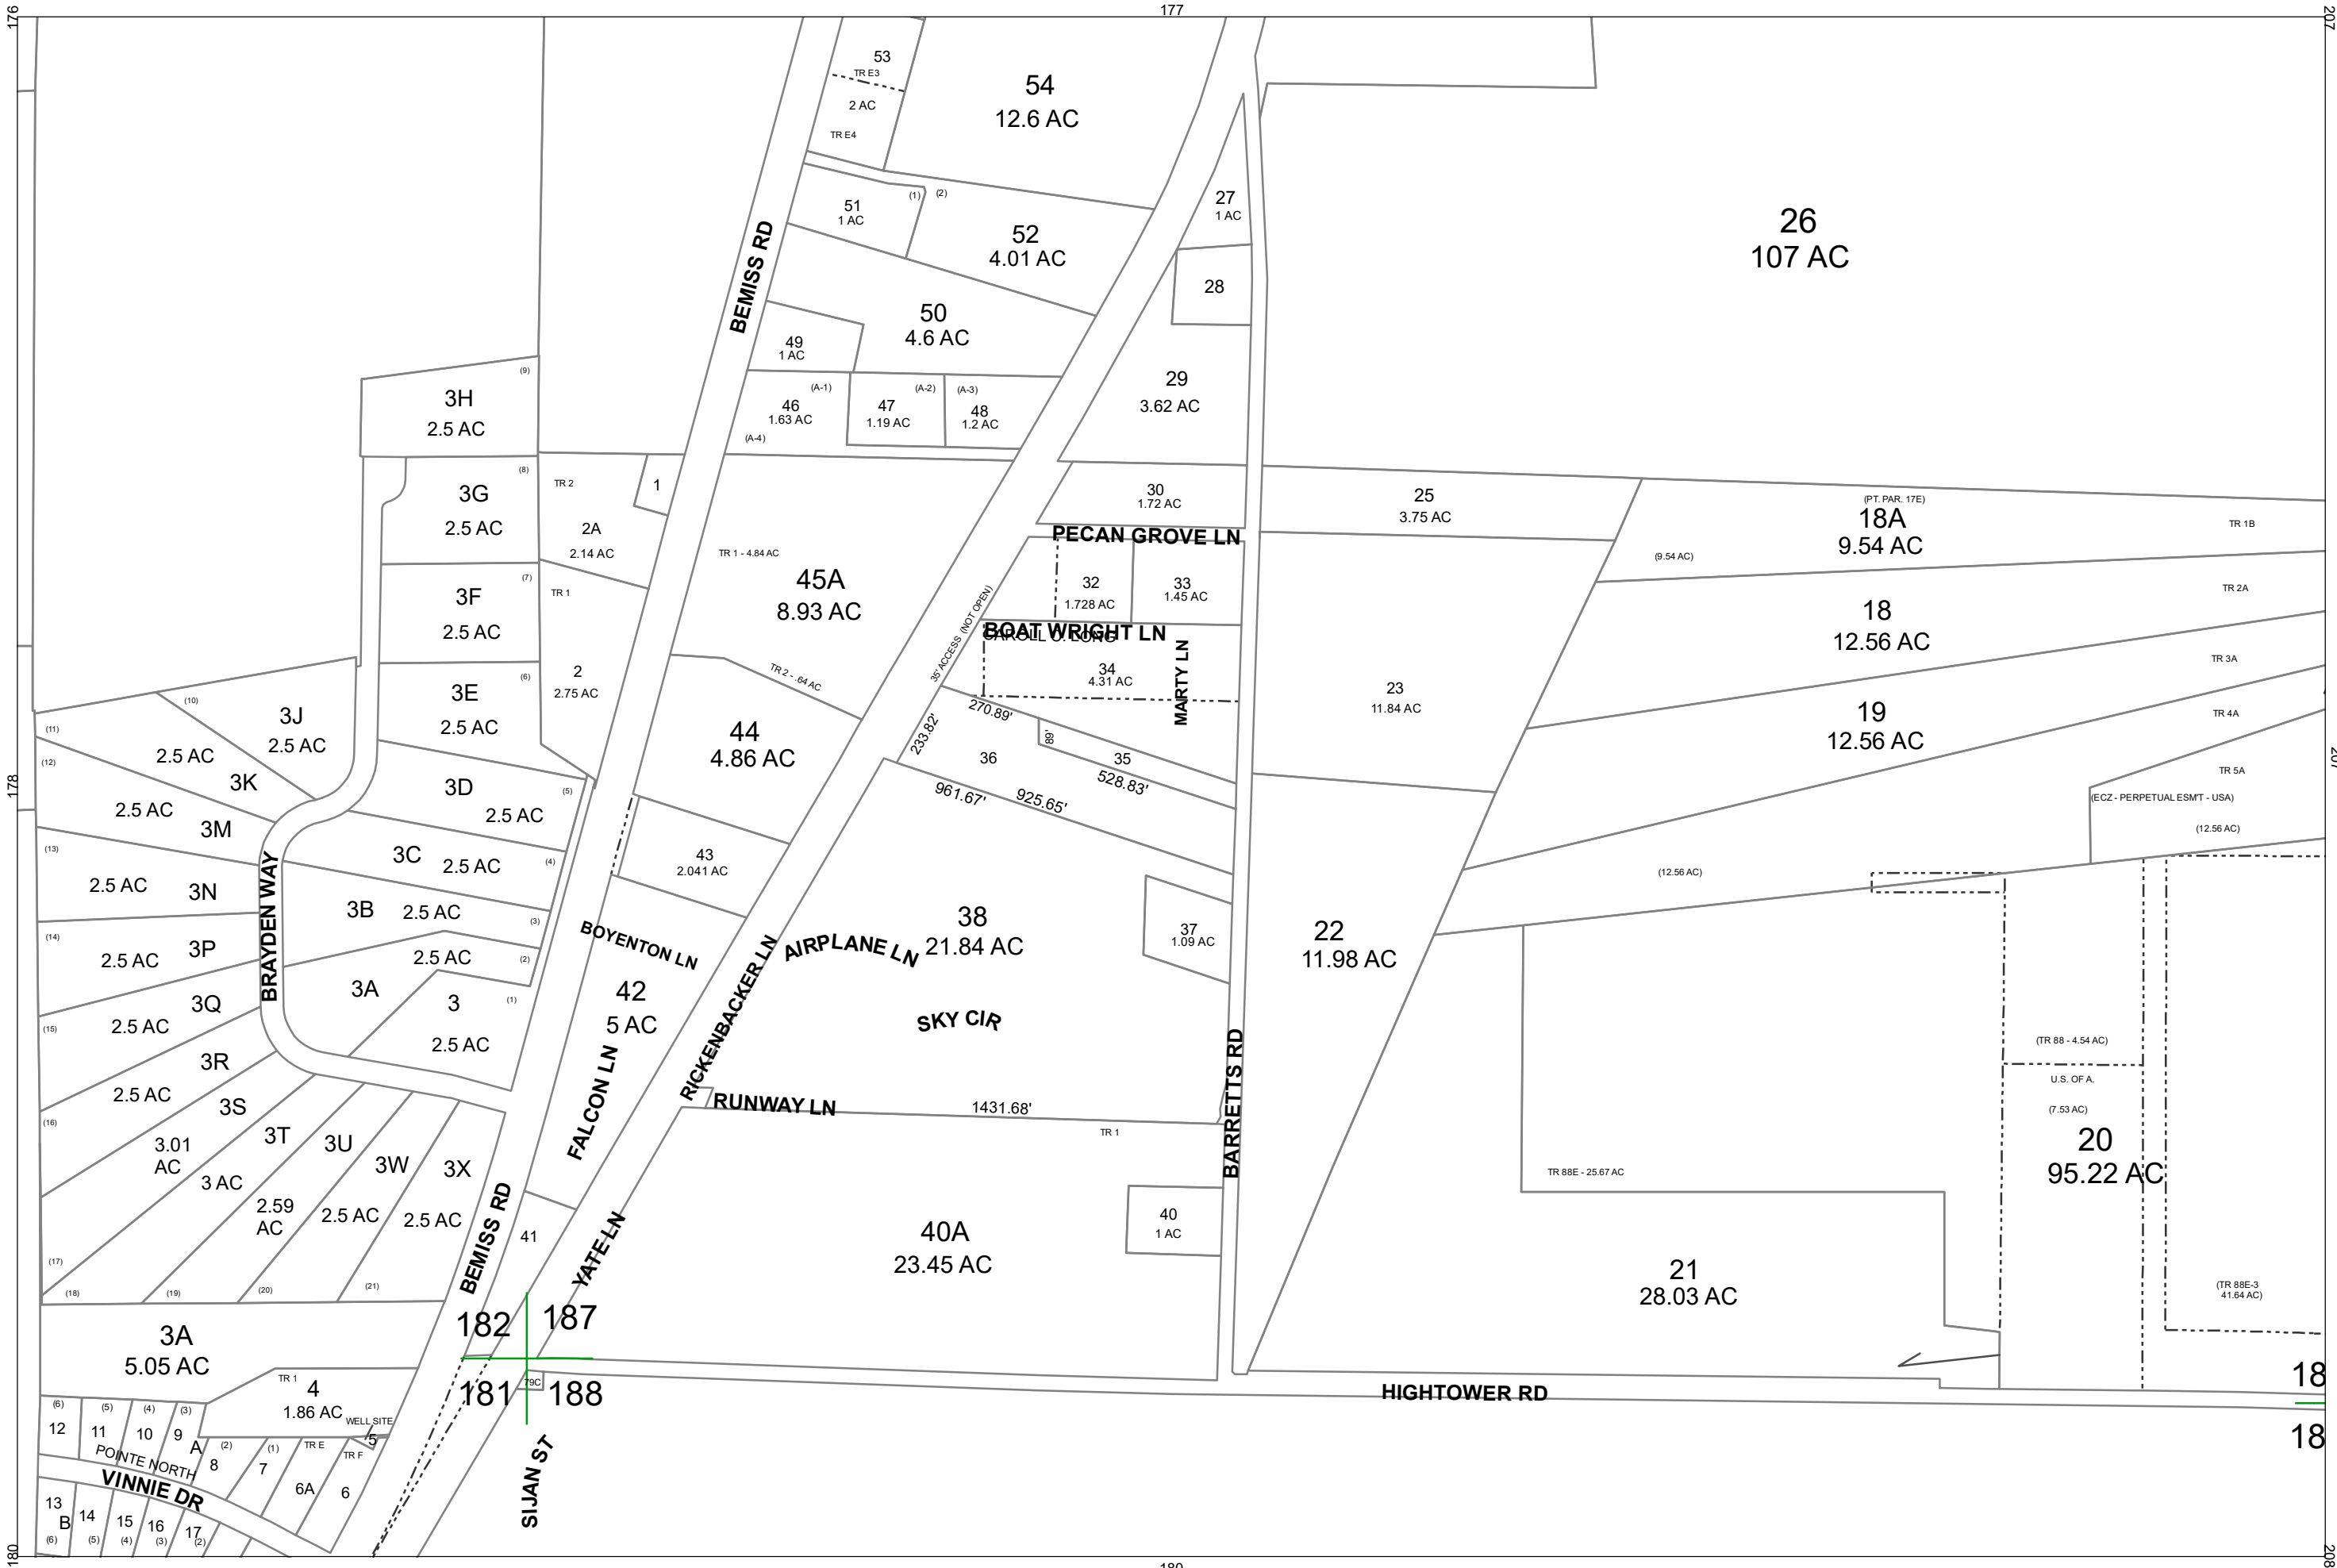 176
177
207
53
TR E3
2 AC
TR E4
54
12.6 AC
51
1 AC
(1)
(2)
52
4.01 AC
27
1 AC
28
26
107 AC
BEMISS RD
50
4.6 AC
49
1 AC
29
3.62 AC
(A-1)
46
1.63 AC
(A-4)
(A-2)
47
1.19 AC
(A-3)
48
1.2 AC
(9)
3H
2.5 AC
(8)
3G
2.5 AC
TR 2
1
2A
2.14 AC
TR 1 - 4.84 AC
45A
8.93 AC
30
1.72 AC
PECAN GROVE LN
25
3.75 AC
(PT. PAR. 17E)
18A
9.54 AC
TR 1B
(9.54 AC)
(7)
3F
2.5 AC
TR 1
32
1.728 AC
33
1.45 AC
35' ACCESS (NOT OPEN)
BOAT WRIGHT LN
CAROLL O. LONG
18
12.56 AC
TR 2A
2
2.75 AC
TR 2 - .64 AC
34
4.31 AC
MARTY LN
23
11.84 AC
TR 3A
(6)
3E
2.5 AC
(10)
3J
2.5 AC
(11)
2.5 AC
3K
44
4.86 AC
270.89'
233.82'
89'
36
35
528.83'
961.67'
925.65'
19
12.56 AC
TR 4A
TR 5A
(ECZ - PERPETUAL ESM'T - USA)
(12.56 AC)
178
207
(12)
2.5 AC
3M
3D
2.5 AC
(5)
(13)
2.5 AC
3N
3C
2.5 AC
(4)
43
2.041 AC
(12.56 AC)
BRAYDEN WAY
3B
2.5 AC
(3)
(14)
2.5 AC
3P
2.5 AC
(2)
3A
BOYENTON LN
AIRPLANE LN
38
21.84 AC
37
1.09 AC
22
11.98 AC
(15)
2.5 AC
3Q
3
(1)
2.5 AC
42
5 AC
RICKENBACKER LN
SKY CIR
BARRETTS RD
(TR 88 - 4.54 AC)
U.S. OF A.
(7.53 AC)
20
95.22 AC
(16)
2.5 AC
3R
3S
3.01
AC
FALCON LN
RUNWAY LN
1431.68'
TR 1
TR 88E - 25.67 AC
3T
3 AC
3U
2.59
AC
3W
2.5 AC
3X
2.5 AC
(17)
(18)
(19)
(20)
(21)
BEMISS RD
41
YATE LN
40A
23.45 AC
40
1 AC
21
28.03 AC
(TR 88E-3
41.64 AC)
3A
5.05 AC
182
187
181
188
79C
18
18
HIGHTOWER RD
TR 1
4
1.86 AC
WELL SITE
5
(6)
12
(5)
11
(4)
10
(3)
9
A
(2)
8
(1)
7
TR E
6A
TR F
6
POINTE NORTH
VINNIE DR
13
B
(6)
14
(5)
15
(4)
16
(3)
17
(2)
SIJAN ST
180
180
208